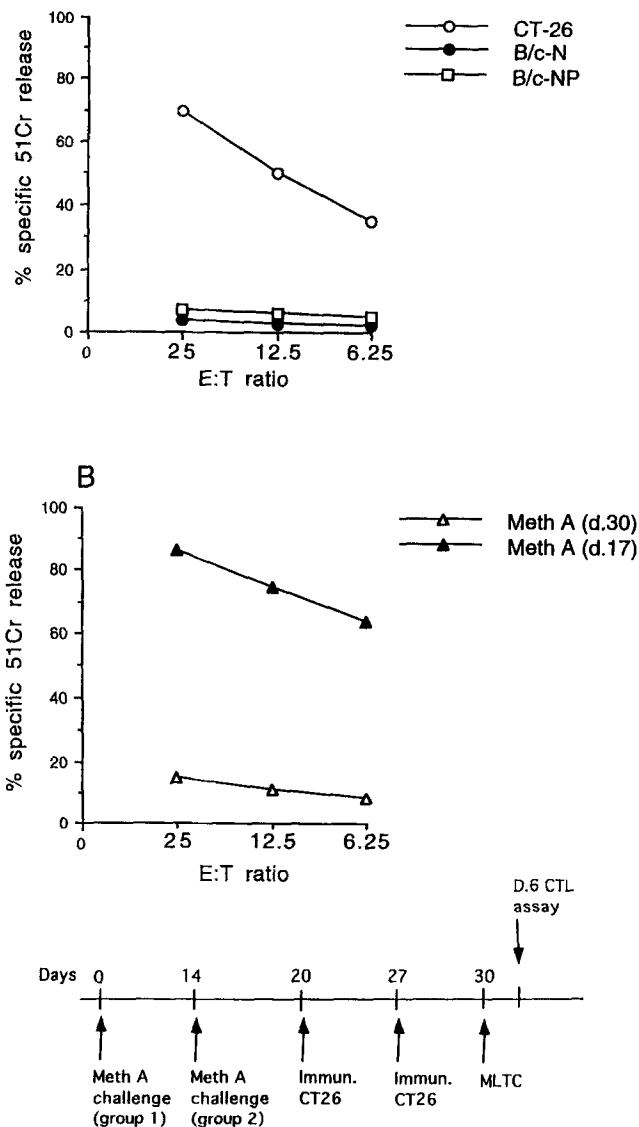 100
80
60
40
20
0
% specific 51Cr release
0
25
12.5
6.25
E:T ratio
CT-26
B/c-N
B/c-NP
B
100
80
60
40
20
0
% specific 51Cr release
0
25
12.5
6.25
E:T ratio
Meth A (d.30)
Meth A (d.17)
D.6 CTL
assay
Days 0 14 20 27 30
Meth A
challenge
(group 1)
Meth A
challenge
(group 2)
Immun.
CT26
Immun.
CT26
MLTC